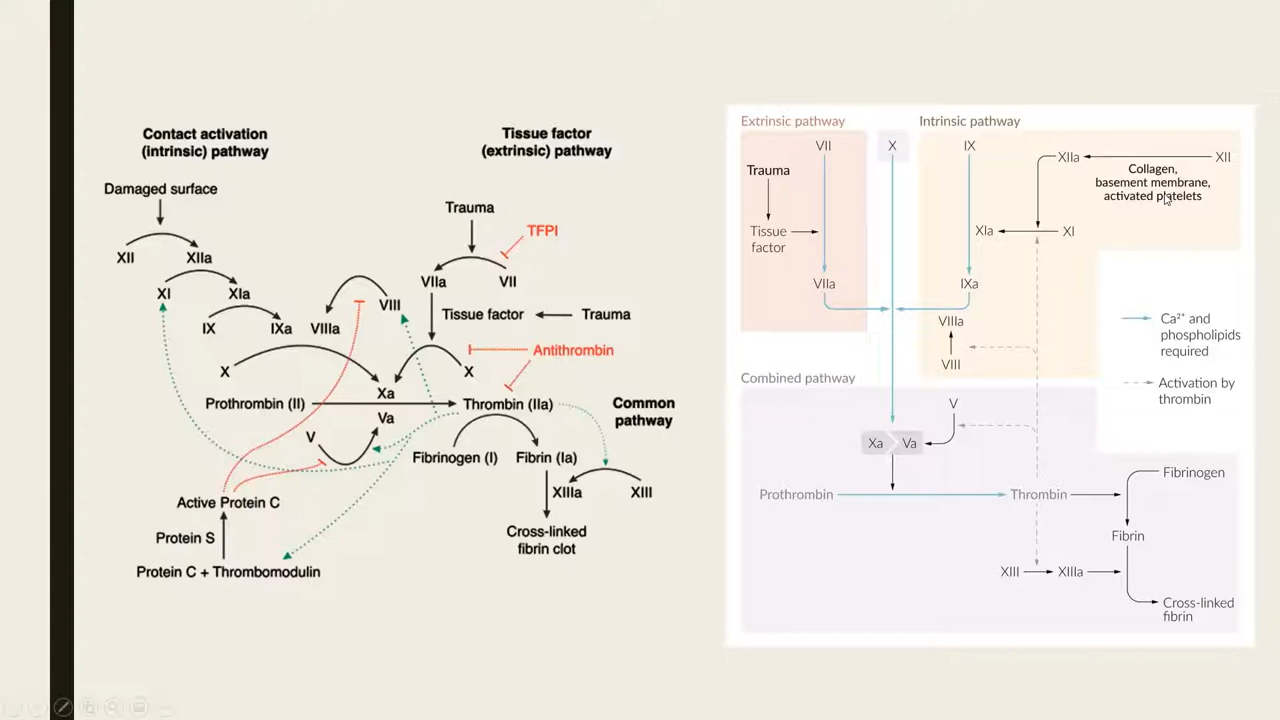 Contact activation
(intrinsic) pathway
Tissue factor
(extrinsic) pathway
Damaged surface
Trauma
TFPI
XII
XIIa
VIIa
VII
XI
XIa
VIII
Tissue factor
Trauma
IX
IXa
VIIIa
Antithrombin
X
X
Xa
Prothrombin (II)
Thrombin (IIa)
Common
pathway
Va
V
Fibrinogen (I)
Fibrin (Ia)
XIIIa
XIII
Active Protein C
Cross-linked
fibrin clot
Protein S
Protein C + Thrombomodulin
Extrinsic pathway
Intrinsic pathway
VII
X
IX
XIIa
XII
Trauma
Collagen,
basement membrane,
activated platelets
Tissue
factor
XIa
XI
VIIa
IXa
VIIIa
VIII
Ca²⁺ and
phospholipids
required
Combined pathway
Activation by
thrombin
V
Xa
Va
Fibrinogen
Prothrombin
Thrombin
Fibrin
XIII
XIIIa
Cross-linked
fibrin